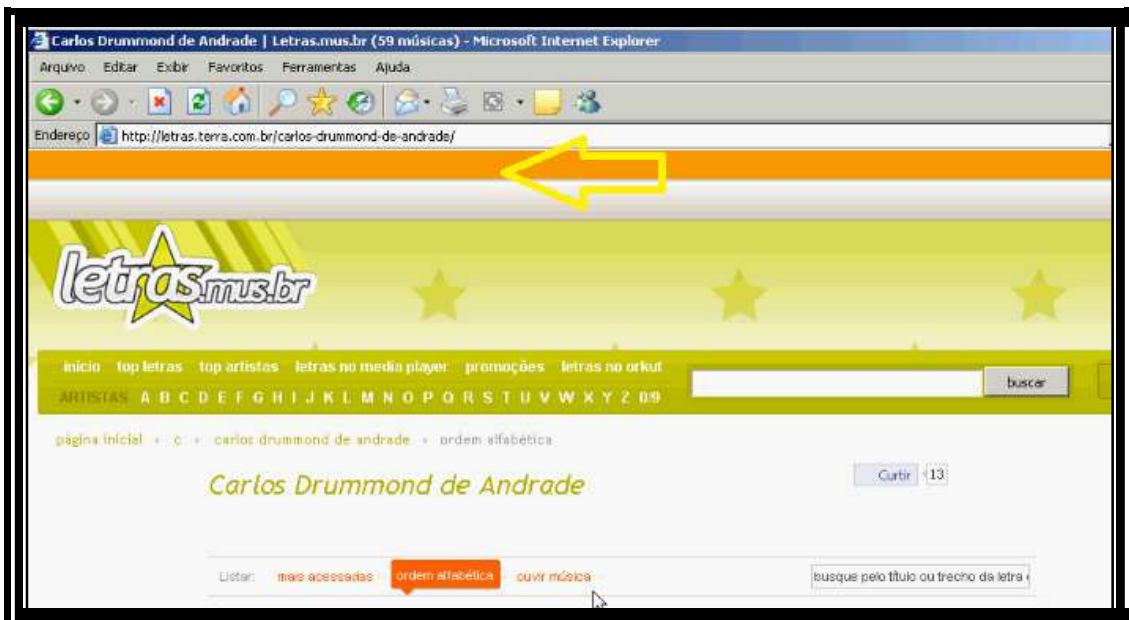 Carlos Drummond de Andrade | Letras.mus.br (59 músicas) - Microsoft Internet Explorer
Arquivo Editar Exibir Favoritos Ferramentas Ajuda
Endereço http://letras.terra.com.br/carlos-drummond-de-andrade/
letras.mus.br
início top letras top artistas letras no media player promoções letras no orkut
buscar
ARTISTAS A B C D E F G H I J K L M N O P Q R S T U V W X Y Z 0/9
página inicial c carlos drummond de andrade ordem alfabética
Carlos Drummond de Andrade
Curtir 13
Listar: mais acessadas ordem alfabética ouvir música
busque pelo título ou trecho da letra